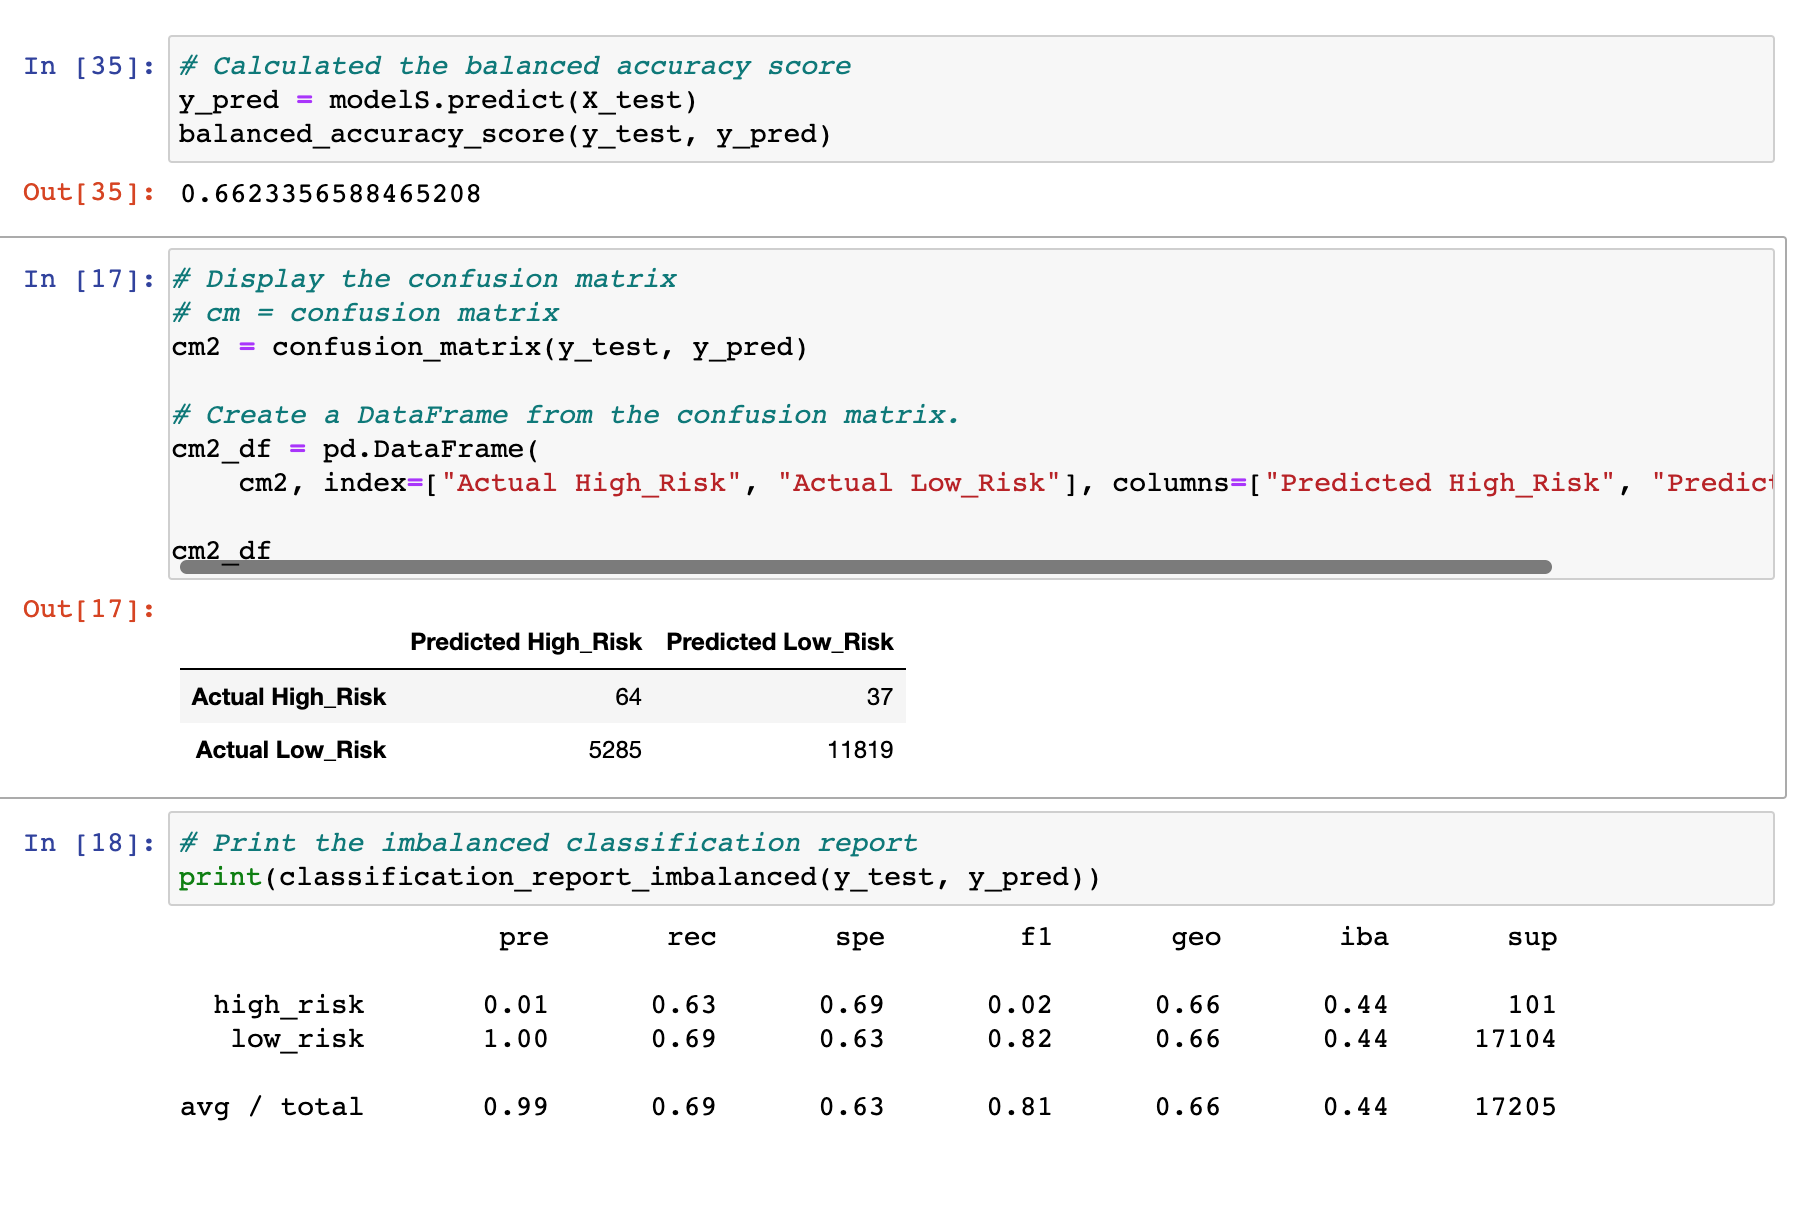 In [35]: # Calculated the balanced accuracy score
y_pred = modelS.predict(X_test)
balanced_accuracy_score(y_test, y_pred)
Out[35]: 0.6623356588465208
In [17]: # Display the confusion matrix
# cm = confusion matrix
cm2 = confusion_matrix(y_test, y_pred)
# Create a DataFrame from the confusion matrix.
cm2_df = pd.DataFrame(
    cm2, index=["Actual High_Risk", "Actual Low_Risk"], columns=["Predicted High_Risk", "Predict
cm2_df
Out[17]:
Predicted High_Risk Predicted Low_Risk
Actual High_Risk 64 37
Actual Low_Risk 5285 11819
In [18]: # Print the imbalanced classification report
print(classification_report_imbalanced(y_test, y_pred))
pre rec spe f1 geo iba sup
high_risk 0.01 0.63 0.69 0.02 0.66 0.44 101
low_risk 1.00 0.69 0.63 0.82 0.66 0.44 17104
avg / total 0.99 0.69 0.63 0.81 0.66 0.44 17205